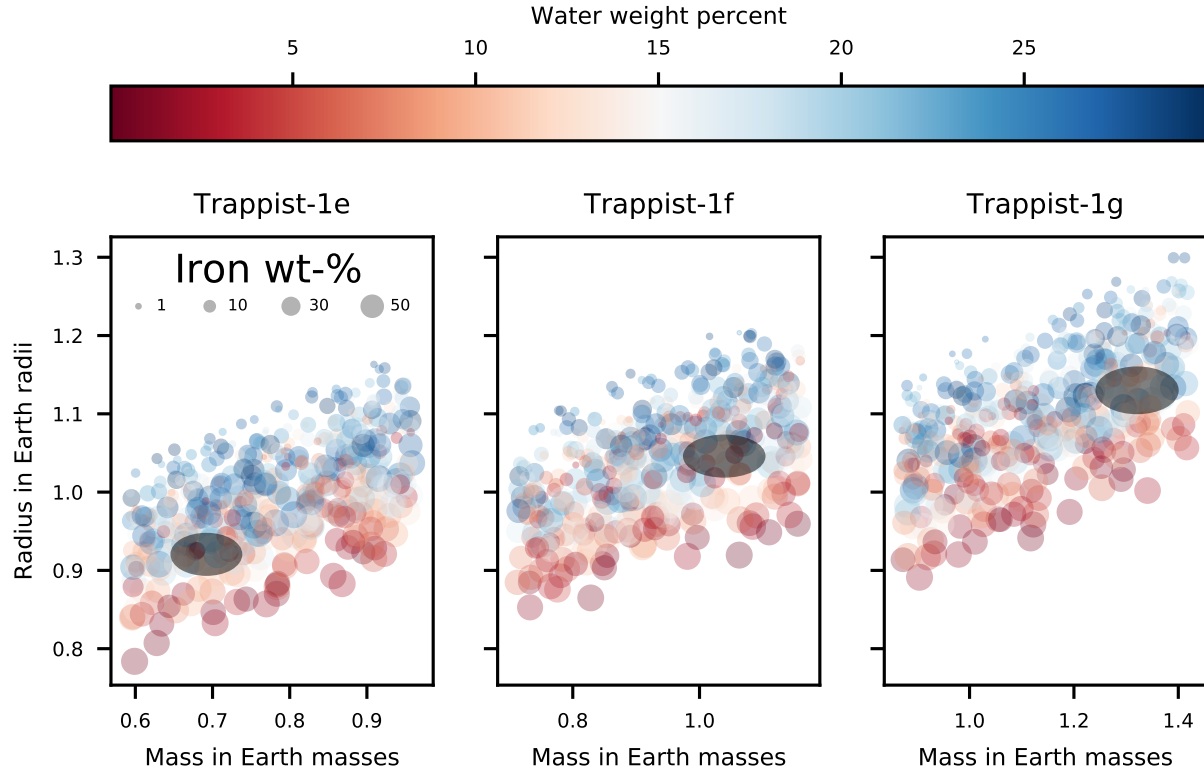 Water weight percent
5 10 15 20 25
Trappist-1e Trappist-1f Trappist-1g
Iron wt-%
1 10 30 50
Radius in Earth radii
1.3
1.2
1.1
1.0
0.9
0.8
0.6 0.7 0.8 0.9 0.8 1.0 1.0 1.2 1.4
Mass in Earth masses Mass in Earth masses Mass in Earth masses